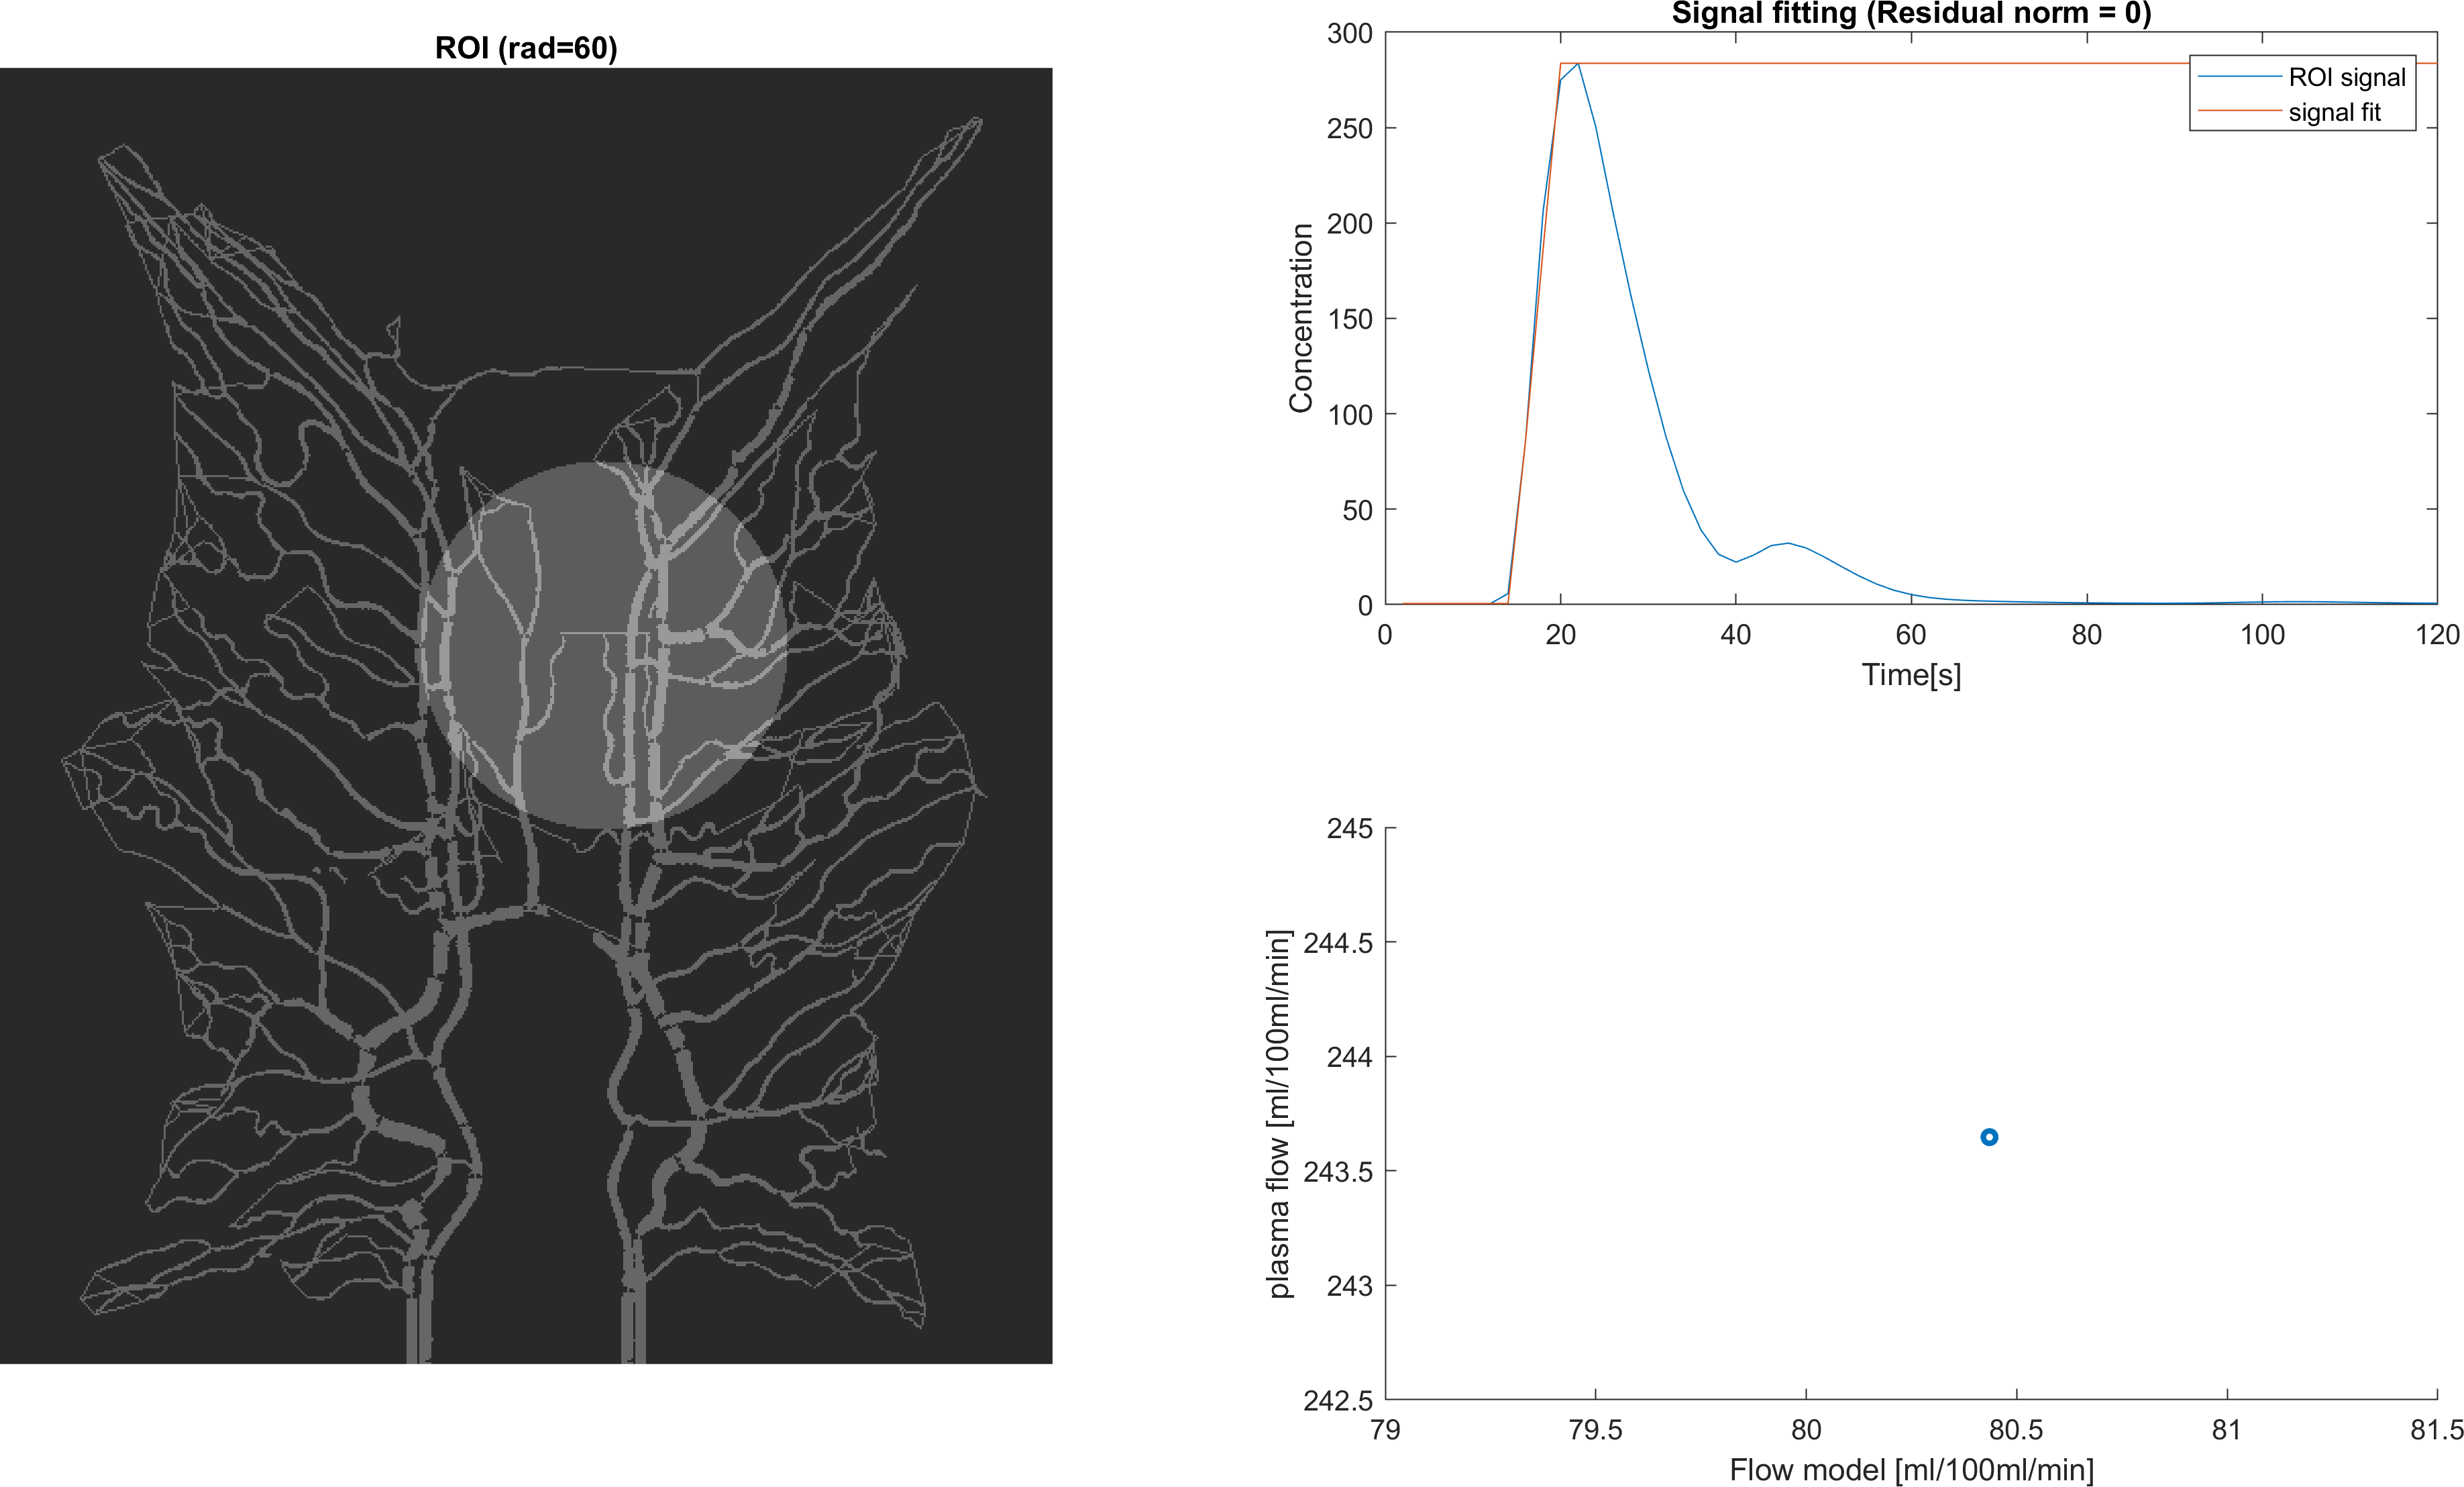 ROI (rad=60)
Signal fitting (Residual norm = 0)
300
250
200
150
100
50
0
Concentration
ROI signal
signal fit
0 20 40 60 80 100 120
Time[s]
245
244.5
244
243.5
243
242.5
plasma flow [ml/100ml/min]
79 79.5 80 80.5 81 81.5
Flow model [ml/100ml/min]